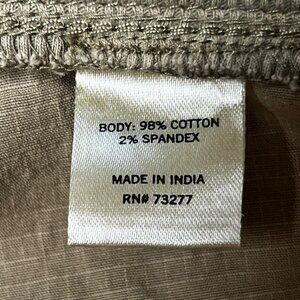 BODY: 98% COTTON
2% SPANDEX
MADE IN INDIA
RN# 73277